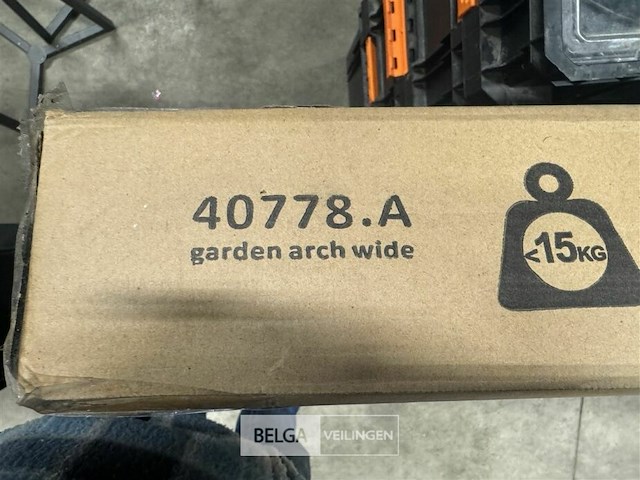 40778.A
garden arch wide
<15KG
BELGA VEILINGEN